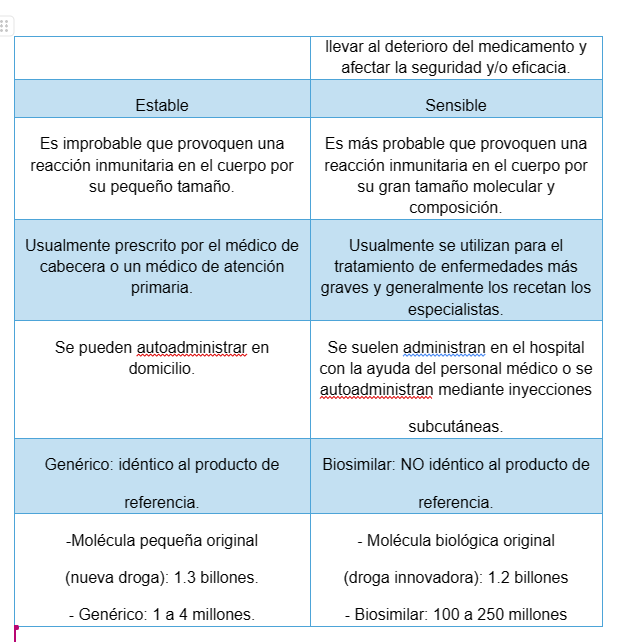 llevar al deterioro del medicamento y
afectar la seguridad y/o eficacia.
Estable
Sensible
Es improbable que provoquen una
reacción inmunitaria en el cuerpo por
su pequeño tamaño.
Es más probable que provoquen una
reacción inmunitaria en el cuerpo por
su gran tamaño molecular y
composición.
Usualmente prescrito por el médico de
cabecera o un médico de atención
primaria.
Usualmente se utilizan para el
tratamiento de enfermedades más
graves y generalmente los recetan los
especialistas.
Se pueden autoadministrar en
domicilio.
Se suelen administran en el hospital
con la ayuda del personal médico o se
autoadministran mediante inyecciones
subcutáneas.
Genérico: idéntico al producto de
referencia.
Biosimilar: NO idéntico al producto de
referencia.
-Molécula pequeña original
(nueva droga): 1.3 billones.
- Genérico: 1 a 4 millones.
- Molécula biológica original
(droga innovadora): 1.2 billones
- Biosimilar: 100 a 250 millones